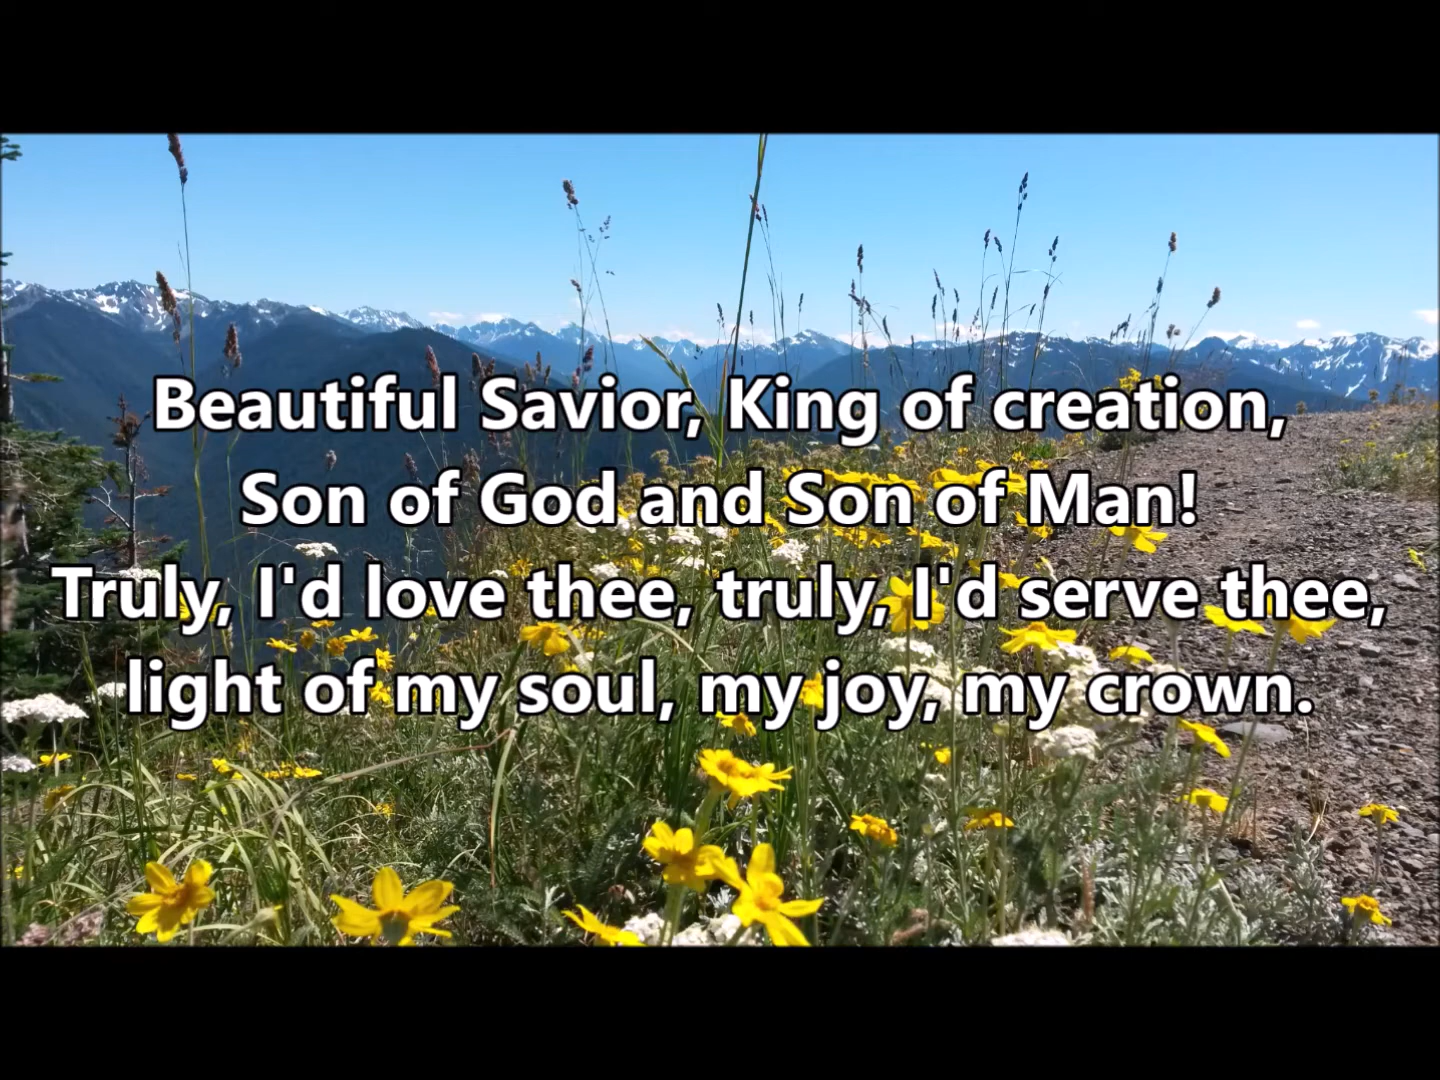 Beautiful Savior, King of creation,
Son of God and Son of Man!
Truly, I'd love thee, truly, I'd serve thee,
light of my soul, my joy, my crown.